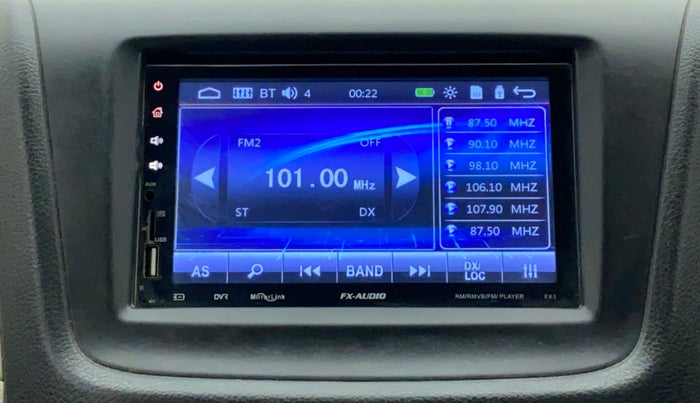 BT 4 00:22
AUX
USB
FM2 OFF
101.00 MHz
ST DX
87.50 MHZ
90.10 MHZ
98.10 MHZ
106.10 MHZ
107.90 MHZ
87.50 MHZ
AS BAND DX/LOC
DVR MirrorLink FX-AUDIO RM/RMVB/FM/ PLAYER FX3